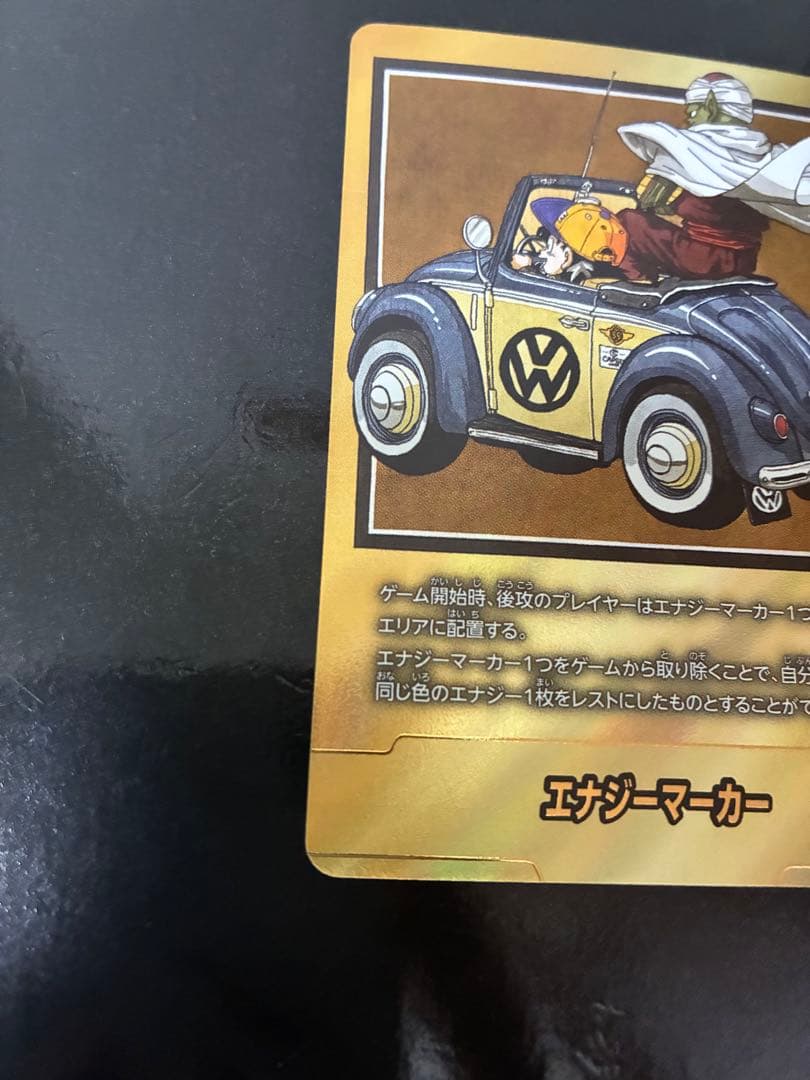 ゲーム開始時、後攻のプレイヤーはエナジーマーカー1つ
エリアに配置する。
エナジーマーカー1つをゲームから取り除くことで、自分
同じ色のエナジー1枚をレストにしたものとすることがで
エナジーマーカー